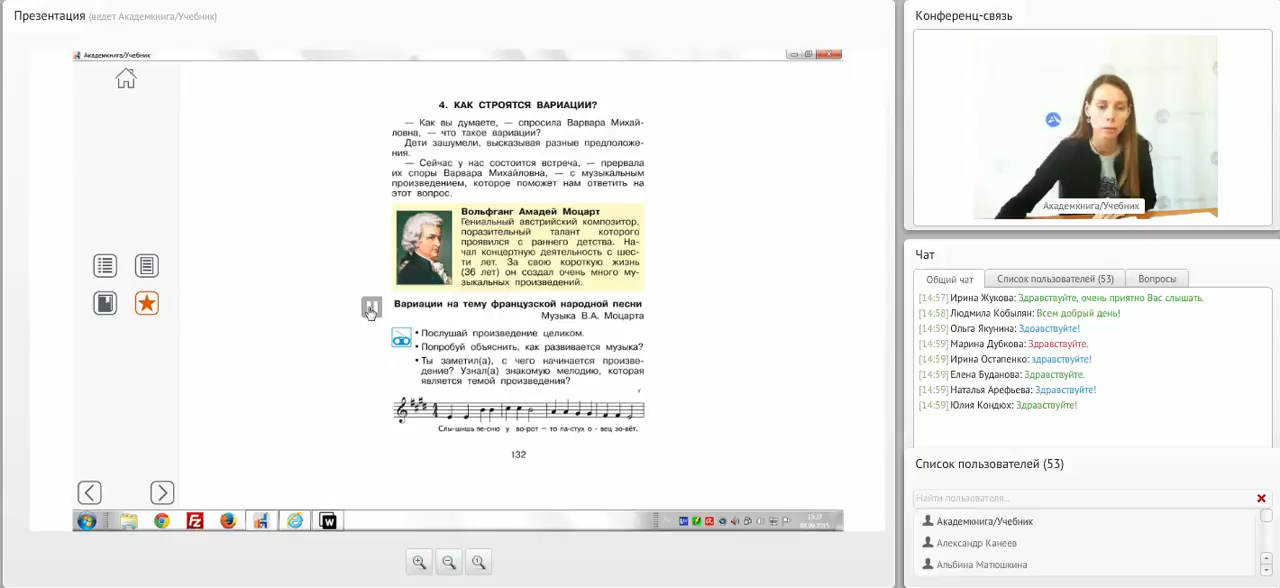 Презентация (ведет Академкнига/Учебник)
Академкнига/Учебник
4. КАК СТРОЯТСЯ ВАРИАЦИИ?
— Как вы думаете, — спросила Варвара Михай-
ловна, — что такое вариации?
Дети зашумели, высказывая разные предположе-
ния.
— Сейчас у нас состоится встреча, — прервала
их споры Варвара Михайловна, — с музыкальным
произведением, которое поможет нам ответить на
этот вопрос.
Вольфганг Амадей Моцарт
Гениальный австрийский композитор,
поразительный талант которого
проявился с раннего детства. На-
чал концертную деятельность с шес-
ти лет. За свою короткую жизнь
(36 лет) он создал очень много му-
зыкальных произведений.
Вариации на тему французской народной песни
Музыка В.А. Моцарта
• Послушай произведение целиком.
• Попробуй объяснить, как развивается музыка?
• Ты заметил(а), с чего начинается произве-
дение? Узнал(а) знакомую мелодию, которая
является темой произведения?
Слы-шишь пе-сню у во-рот — то па-стух о - вец зо-вёт.
132
Конференц-связь
Академкнига/Учебник
Чат
Общий чат Список пользователей (53) Вопросы
[14:57] Ирина Жукова: Здравствуйте, очень приятно Вас слышать.
[14:58] Людмила Кобылян: Всем добрый день!
[14:59] Ольга Якунина: Здоавствуйте!
[14:59] Марина Дубкова: Здравствуйте.
[14:59] Ирина Остапенко: здравствуйте!
[14:59] Елена Буданова: Здравствуйте.
[14:59] Наталья Арефьева: Здравствуйте!
[14:59] Юлия Кондюх: Здравствуйте!
Список пользователей (53)
Найти пользователя...
Академкнига/Учебник
Александр Канеев
Альбина Матюшкина